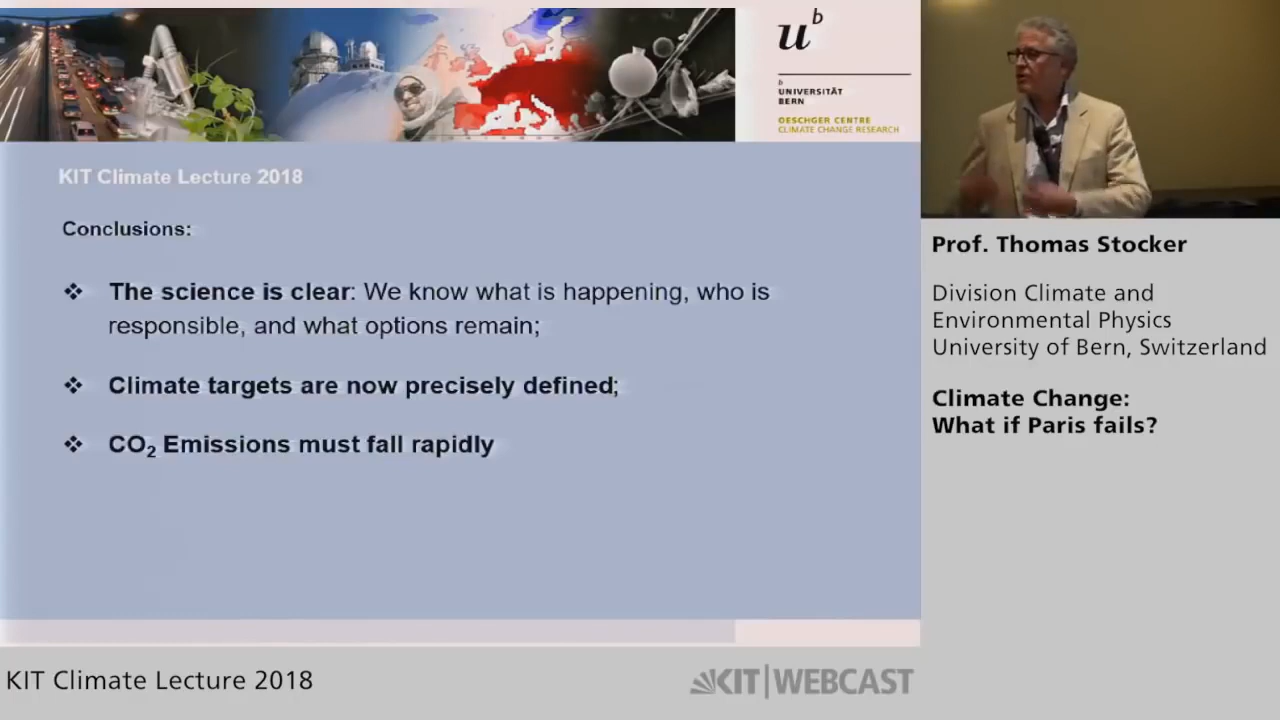 u^b
b
UNIVERSITÄT
BERN
OESCHGER CENTRE
CLIMATE CHANGE RESEARCH
KIT Climate Lecture 2018
Conclusions:
❖ The science is clear: We know what is happening, who is
responsible, and what options remain;
❖ Climate targets are now precisely defined;
❖ CO₂ Emissions must fall rapidly
Prof. Thomas Stocker
Division Climate and
Environmental Physics
University of Bern, Switzerland
Climate Change:
What if Paris fails?
KIT Climate Lecture 2018
KIT|WEBCAST